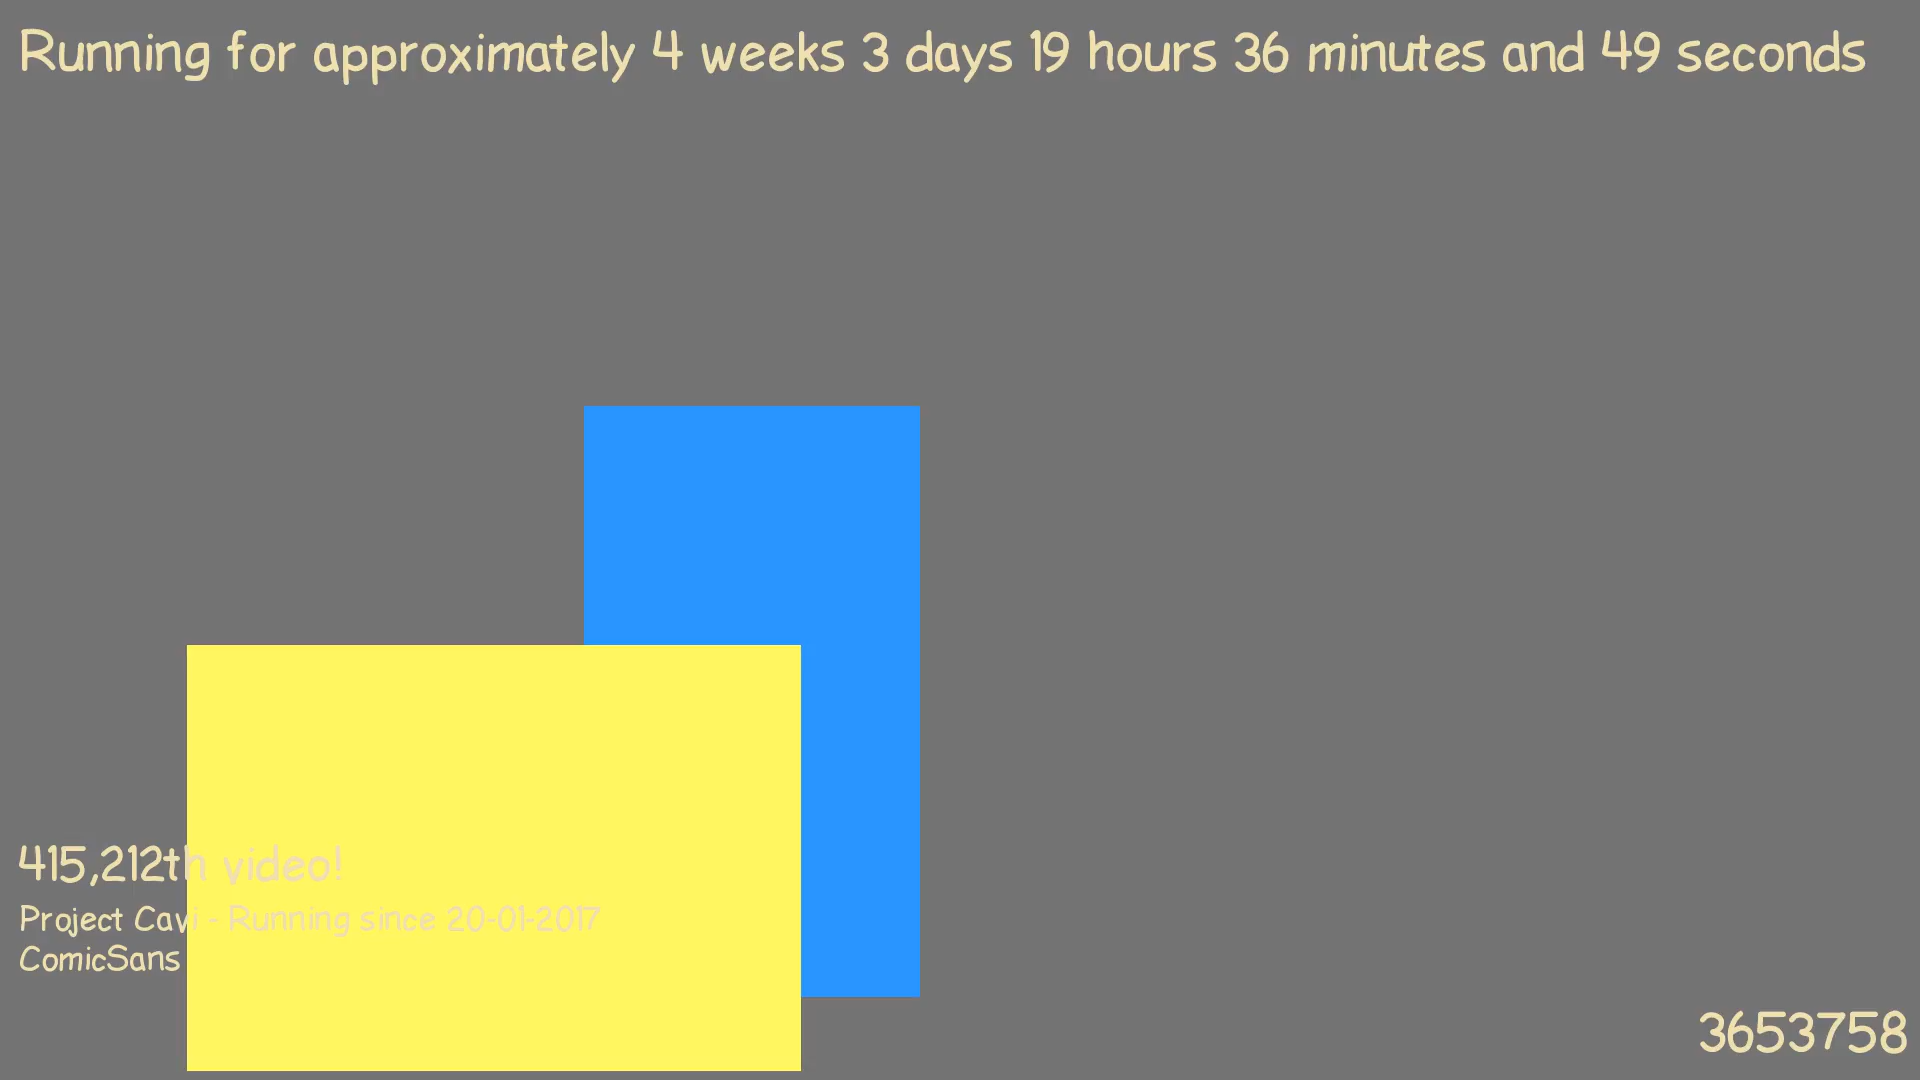 Running for approximately 4 weeks 3 days 19 hours 36 minutes and 49 seconds
415,212th video!
Project Cavi - Running since 20-01-2017
ComicSans
3653758